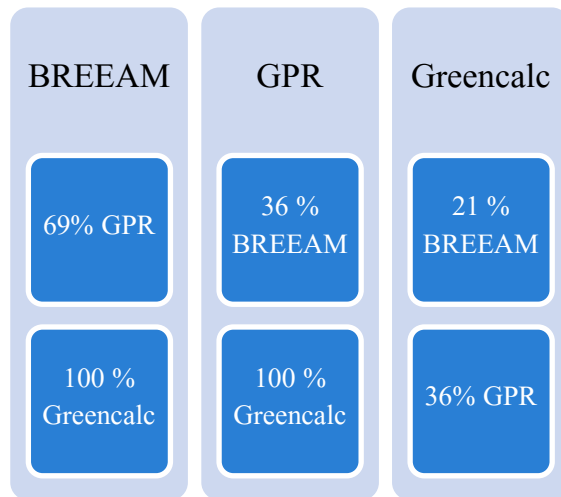 BREEAM
69% GPR
100 %
Greencalc
GPR
36 %
BREEAM
100 %
Greencalc
Greencalc
21 %
BREEAM
36% GPR